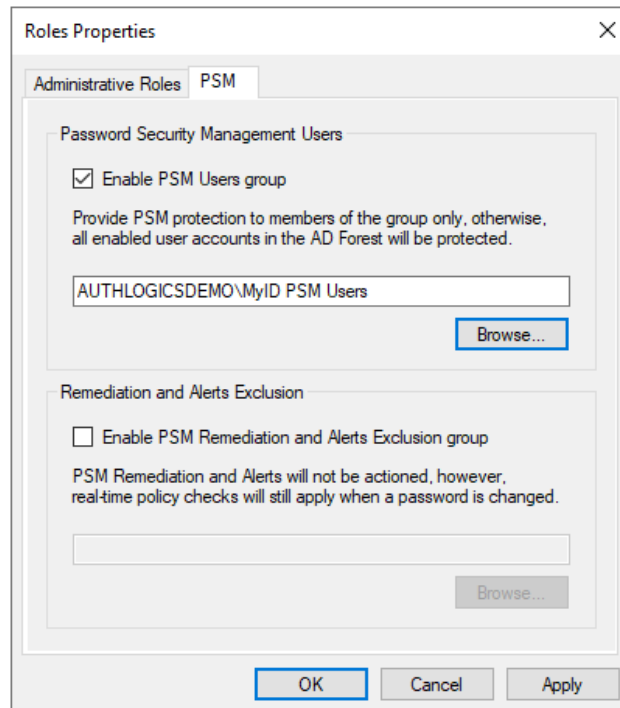 Roles Properties
Administrative Roles
PSM
Password Security Management Users
Enable PSM Users group
Provide PSM protection to members of the group only, otherwise,
all enabled user accounts in the AD Forest will be protected.
AUTHLOGICSDEMO\MyID PSM Users
Browse...
Remediation and Alerts Exclusion
Enable PSM Remediation and Alerts Exclusion group
PSM Remediation and Alerts will not be actioned, however,
real-time policy checks will still apply when a password is changed.
Browse...
OK
Cancel
Apply